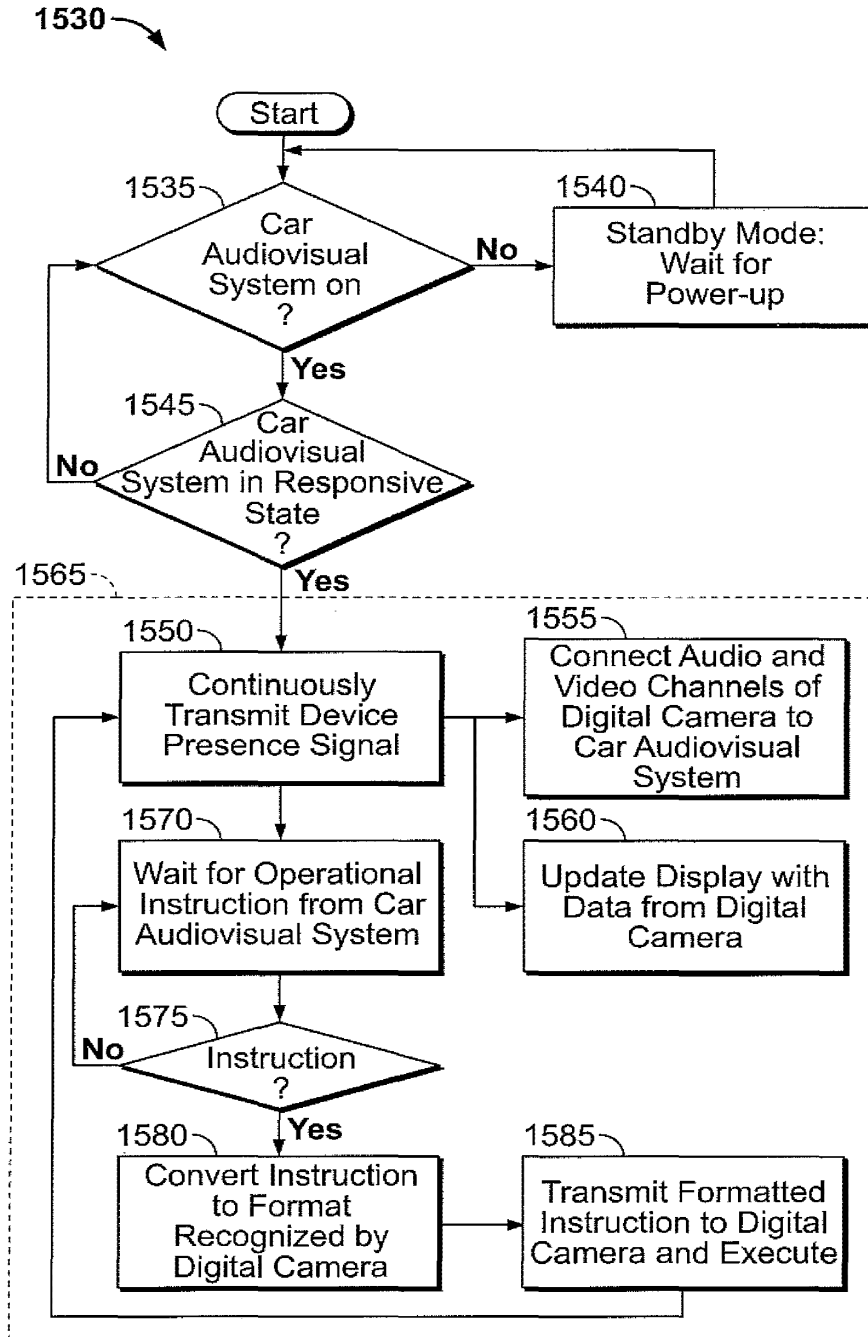 1530
Start
1535
Car
Audiovisual
System on
?
No
1540
Standby Mode:
Wait for
Power-up
Yes
1545
Car
Audiovisual
System in Responsive
State
?
No
Yes
1565
1550
Continuously
Transmit Device
Presence Signal
1555
Connect Audio and
Video Channels of
Digital Camera to
Car Audiovisual
System
1570
Wait for Operational
Instruction from Car
Audiovisual System
1560
Update Display with
Data from Digital
Camera
1575
Instruction
?
No
Yes
1580
Convert Instruction
to Format
Recognized by
Digital Camera
1585
Transmit Formatted
Instruction to Digital
Camera and Execute